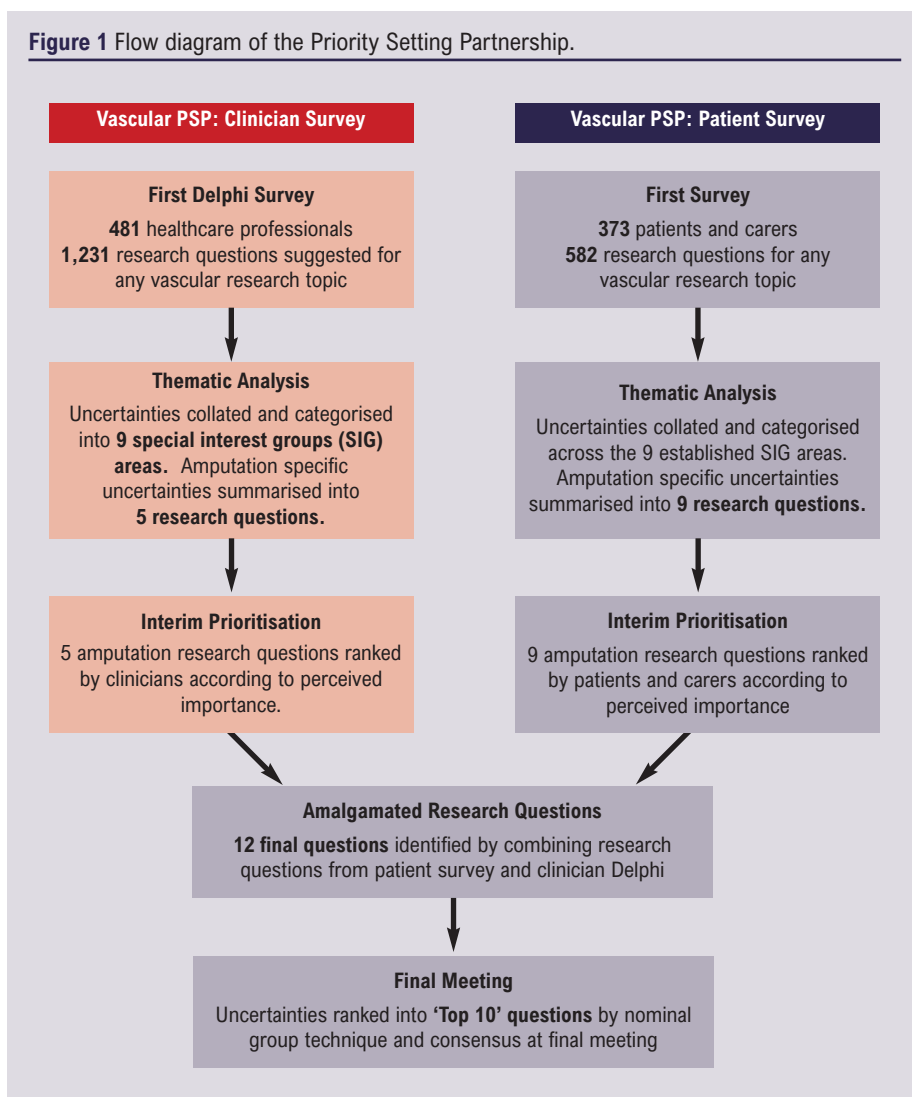 Figure 1 Flow diagram of the Priority Setting Partnership.
Vascular PSP: Clinician Survey
First Delphi Survey
481 healthcare professionals
1,231 research questions suggested for
any vascular research topic
Thematic Analysis
Uncertainties collated and categorised
into 9 special interest groups (SIG)
areas. Amputation specific
uncertainties summarised into
5 research questions.
Interim Prioritisation
5 amputation research questions ranked
by clinicians according to perceived
importance.
Vascular PSP: Patient Survey
First Survey
373 patients and carers
582 research questions for any
vascular research topic
Thematic Analysis
Uncertainties collated and categorised
across the 9 established SIG areas.
Amputation specific uncertainties
summarised into 9 research questions.
Interim Prioritisation
9 amputation research questions ranked
by patients and carers according to
perceived importance
Amalgamated Research Questions
12 final questions identified by combining research
questions from patient survey and clinician Delphi
Final Meeting
Uncertainties ranked into ‘Top 10’ questions by nominal
group technique and consensus at final meeting